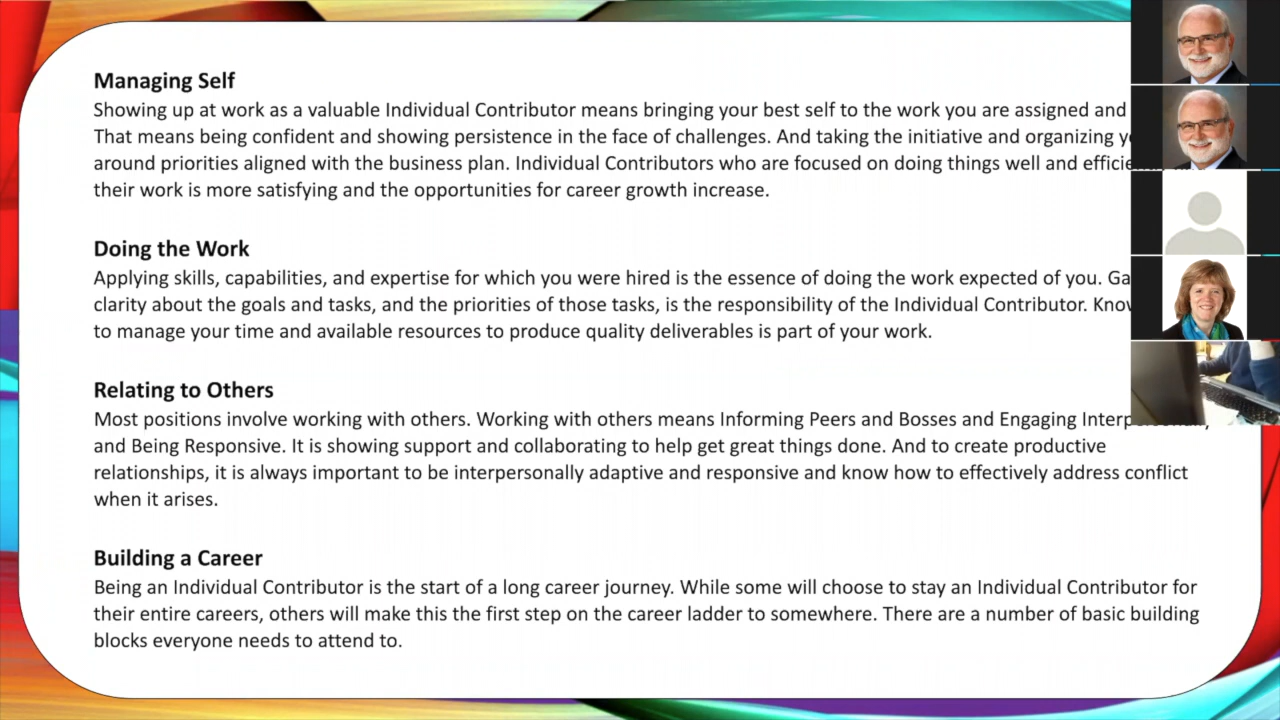 Managing Self
Showing up at work as a valuable Individual Contributor means bringing your best self to the work you are assigned and
That means being confident and showing persistence in the face of challenges. And taking the initiative and organizing
around priorities aligned with the business plan. Individual Contributors who are focused on doing things well and
their work is more satisfying and the opportunities for career growth increase.
Doing the Work
Applying skills, capabilities, and expertise for which you were hired is the essence of doing the work expected of you.
clarity about the goals and tasks, and the priorities of those tasks, is the responsibility of the Individual Contributor.
to manage your time and available resources to produce quality deliverables is part of your work.
Relating to Others
Most positions involve working with others. Working with others means Informing Peers and Bosses and Engaging
and Being Responsive. It is showing support and collaborating to help get great things done. And to create productive
relationships, it is always important to be interpersonally adaptive and responsive and know how to effectively address conflict
when it arises.
Building a Career
Being an Individual Contributor is the start of a long career journey. While some will choose to stay an Individual Contributor for
their entire careers, others will make this the first step on the career ladder to somewhere. There are a number of basic building
blocks everyone needs to attend to.